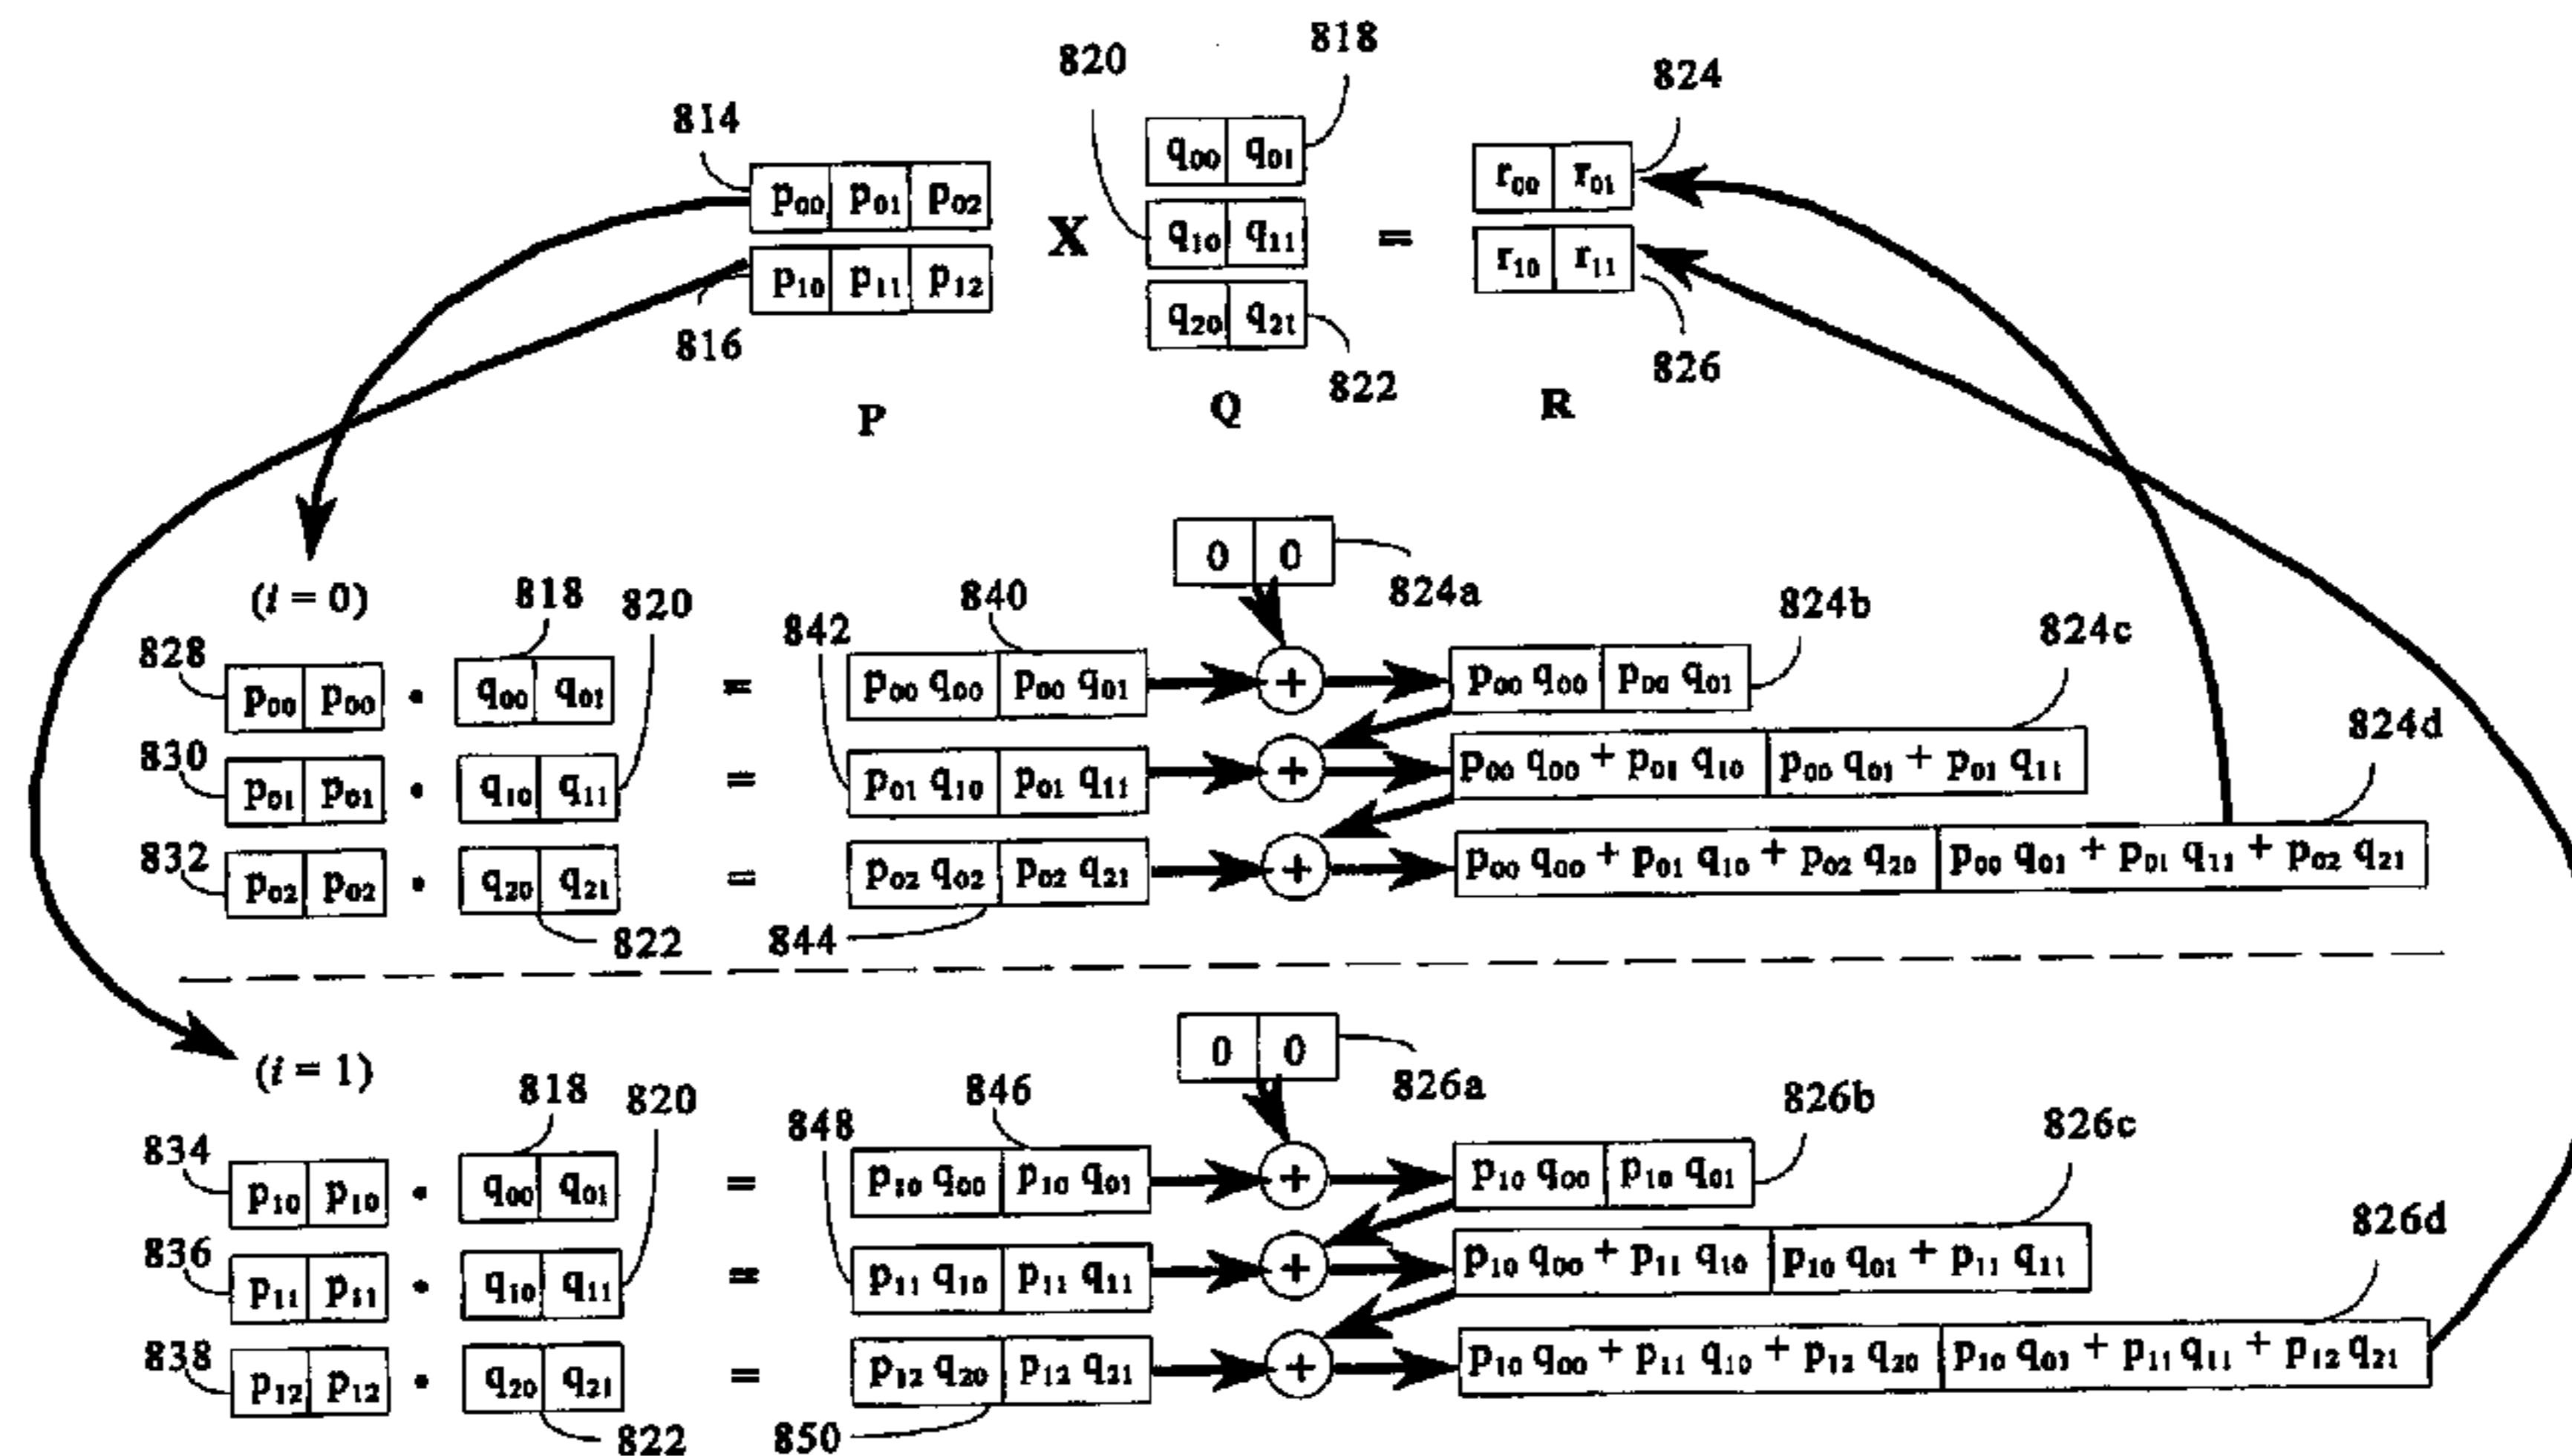 820 818
814 824
q₀₀ q₀₁
p₀₀ p₀₁ p₀₂ r₀₀ r₀₁
X q₁₀ q₁₁ =
p₁₀ p₁₁ p₁₂ r₁₀ r₁₁
q₂₀ q₂₁
816 822 826
P Q R
0 0
824a
(i = 0) 818 820 842 840 824b 824c
828 p₀₀ p₀₀ • q₀₀ q₀₁ = p₀₀ q₀₀ p₀₀ q₀₁ + p₀₀ q₀₀ p₀₀ q₀₁
824d
830 p₀₁ p₀₁ • q₁₀ q₁₁ = p₀₁ q₁₀ p₀₁ q₁₁ + p₀₀ q₀₀ + p₀₁ q₁₀ p₀₀ q₀₁ + p₀₁ q₁₁
832 p₀₂ p₀₂ • q₂₀ q₂₁ = p₀₂ q₀₂ p₀₂ q₂₁ + p₀₀ q₀₀ + p₀₁ q₁₀ + p₀₂ q₂₀ p₀₀ q₀₁ + p₀₁ q₁₁ + p₀₂ q₂₁
822 844
0 0
826a
(i = 1) 818 820 848 846 826b 826c
834 p₁₀ p₁₀ • q₀₀ q₀₁ = p₁₀ q₀₀ p₁₀ q₀₁ + p₁₀ q₀₀ p₁₀ q₀₁
826d
836 p₁₁ p₁₁ • q₁₀ q₁₁ = p₁₁ q₁₀ p₁₁ q₁₁ + p₁₀ q₀₀ + p₁₁ q₁₀ p₁₀ q₀₁ + p₁₁ q₁₁
838 p₁₂ p₁₂ • q₂₀ q₂₁ = p₁₂ q₂₀ p₁₂ q₂₁ + p₁₀ q₀₀ + p₁₁ q₁₀ + p₁₂ q₂₀ p₁₀ q₀₁ + p₁₁ q₁₁ + p₁₂ q₂₁
822 850